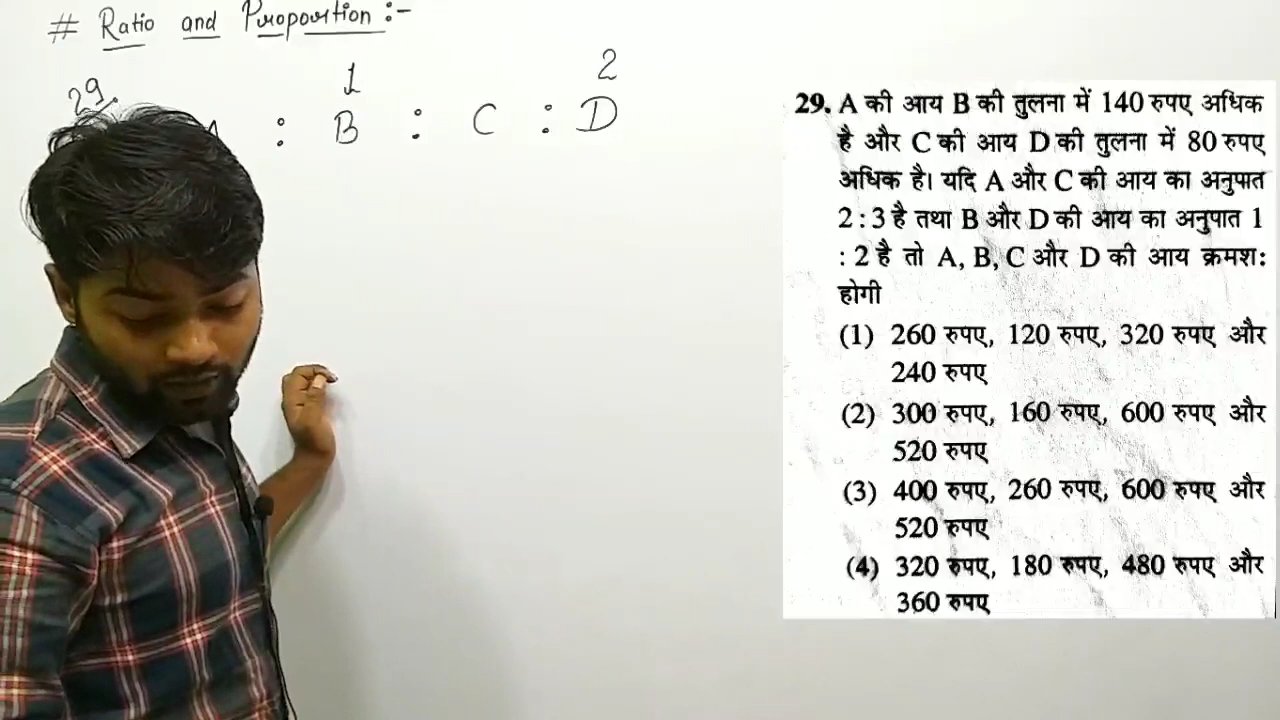 # Ratio and Proportion :-
29.
1 2
: B : C : D
29. A की आय B की तुलना में 140 रुपए अधिक
है और C की आय D की तुलना में 80 रुपए
अधिक है। यदि A और C की आय का अनुपात
2 : 3 है तथा B और D की आय का अनुपात 1
: 2 है तो A, B, C और D की आय क्रमश:
होगी
(1) 260 रुपए, 120 रुपए, 320 रुपए और
240 रुपए
(2) 300 रुपए, 160 रुपए, 600 रुपए और
520 रुपए
(3) 400 रुपए, 260 रुपए, 600 रुपए और
520 रुपए
(4) 320 रुपए, 180 रुपए, 480 रुपए और
360 रुपए